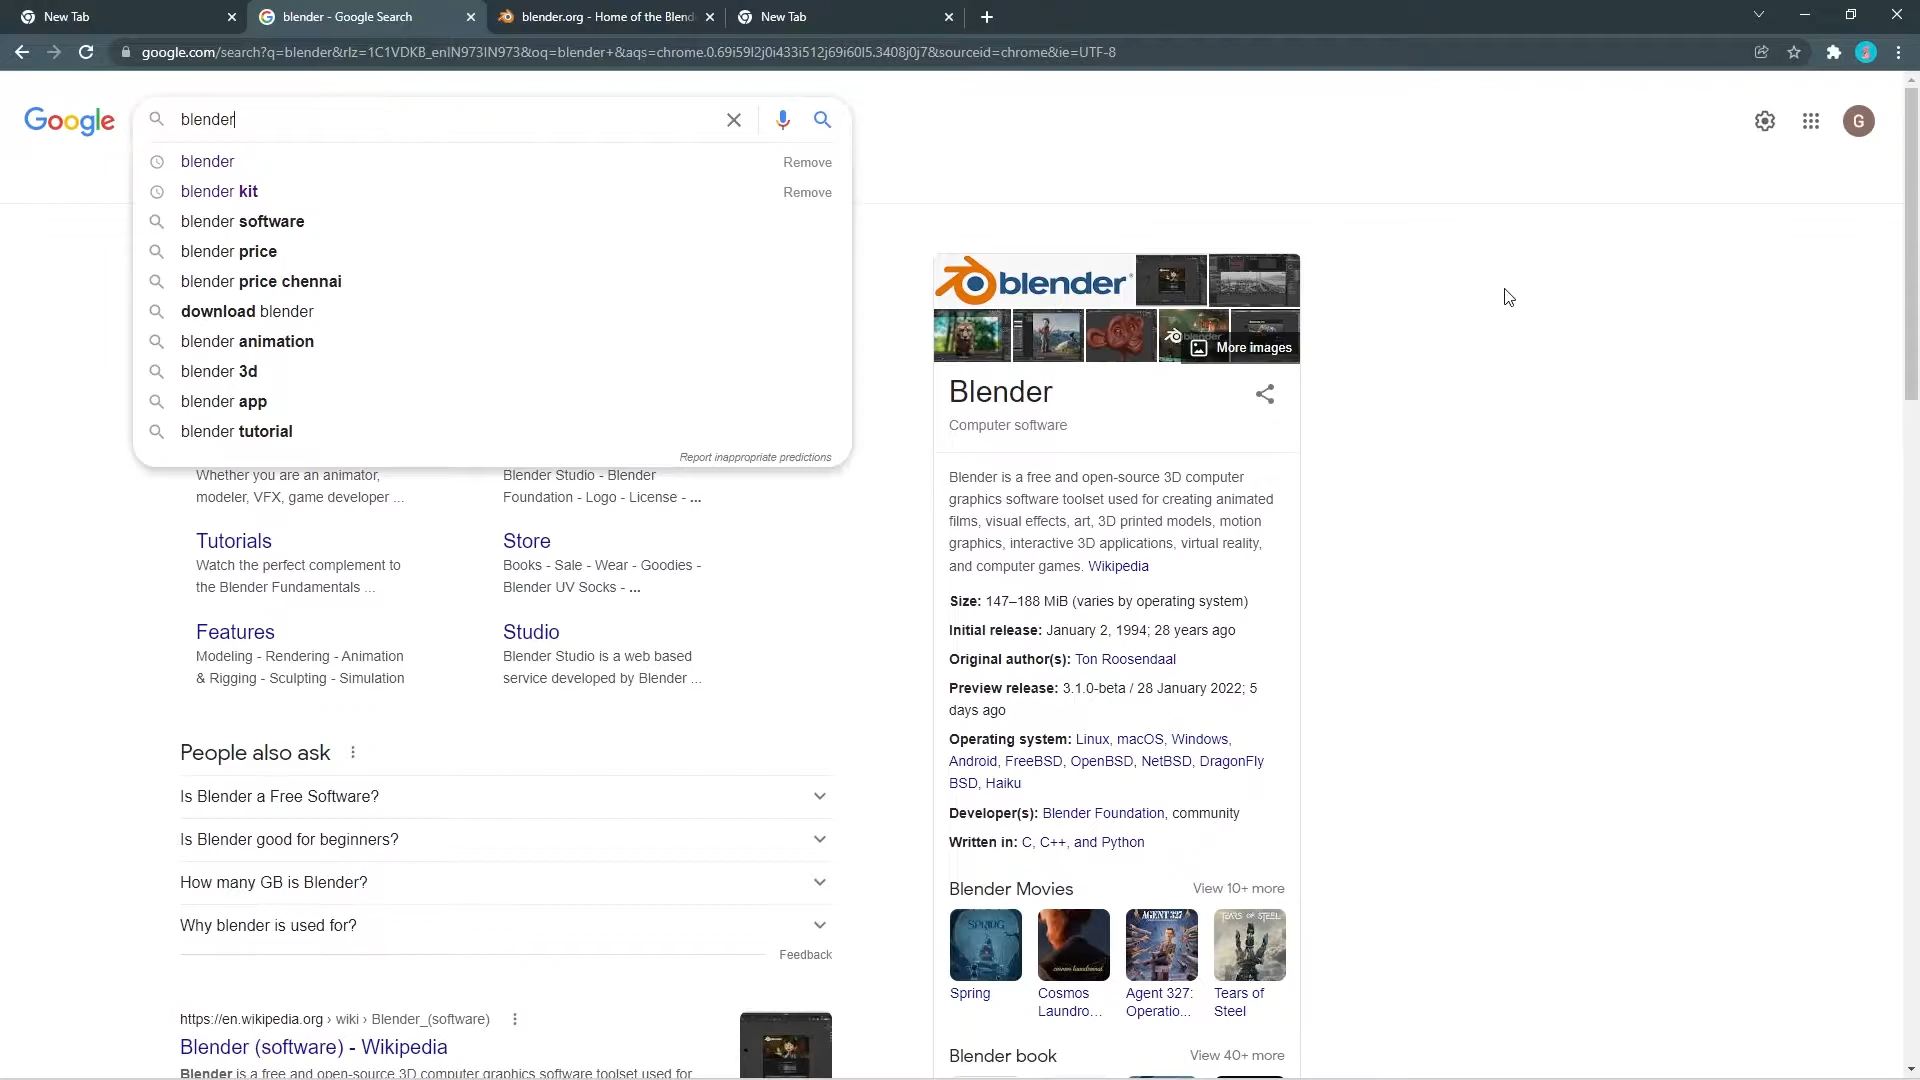 New Tab
blender - Google Search
blender.org - Home of the Blend
New Tab
google.com/search?q=blender&rlz=1C1VDKB_enIN973IN973&oq=blender+&aqs=chrome.0.69i59l2j0i433i512j69i60l5.3408j0j7&sourceid=chrome&ie=UTF-8
Google
blender
G
blender
Remove
blender kit
Remove
blender software
blender price
blender price chennai
download blender
blender animation
blender 3d
blender app
blender tutorial
Report inappropriate predictions
Whether you are an animator,
modeler, VFX, game developer ...
Blender Studio - Blender
Foundation - Logo - License - ...
Tutorials
Watch the perfect complement to
the Blender Fundamentals ...
Store
Books - Sale - Wear - Goodies -
Blender UV Socks - ...
Features
Modeling - Rendering - Animation
& Rigging - Sculpting - Simulation
Studio
Blender Studio is a web based
service developed by Blender ...
People also ask
Is Blender a Free Software?
Is Blender good for beginners?
How many GB is Blender?
Why blender is used for?
Feedback
https://en.wikipedia.org › wiki › Blender_(software)
Blender (software) - Wikipedia
Blender is a free and open-source 3D computer graphics software toolset used for
blender
More images
Blender
Computer software
Blender is a free and open-source 3D computer
graphics software toolset used for creating animated
films, visual effects, art, 3D printed models, motion
graphics, interactive 3D applications, virtual reality,
and computer games. Wikipedia
Size: 147–188 MiB (varies by operating system)
Initial release: January 2, 1994; 28 years ago
Original author(s): Ton Roosendaal
Preview release: 3.1.0-beta / 28 January 2022; 5
days ago
Operating system: Linux, macOS, Windows,
Android, FreeBSD, OpenBSD, NetBSD, DragonFly
BSD, Haiku
Developer(s): Blender Foundation, community
Written in: C, C++, and Python
Blender Movies
View 10+ more
SPRING
AGENT 327
TEARS OF STEEL
Spring
Cosmos
Laundro...
Agent 327:
Operatio...
Tears of
Steel
Blender book
View 40+ more